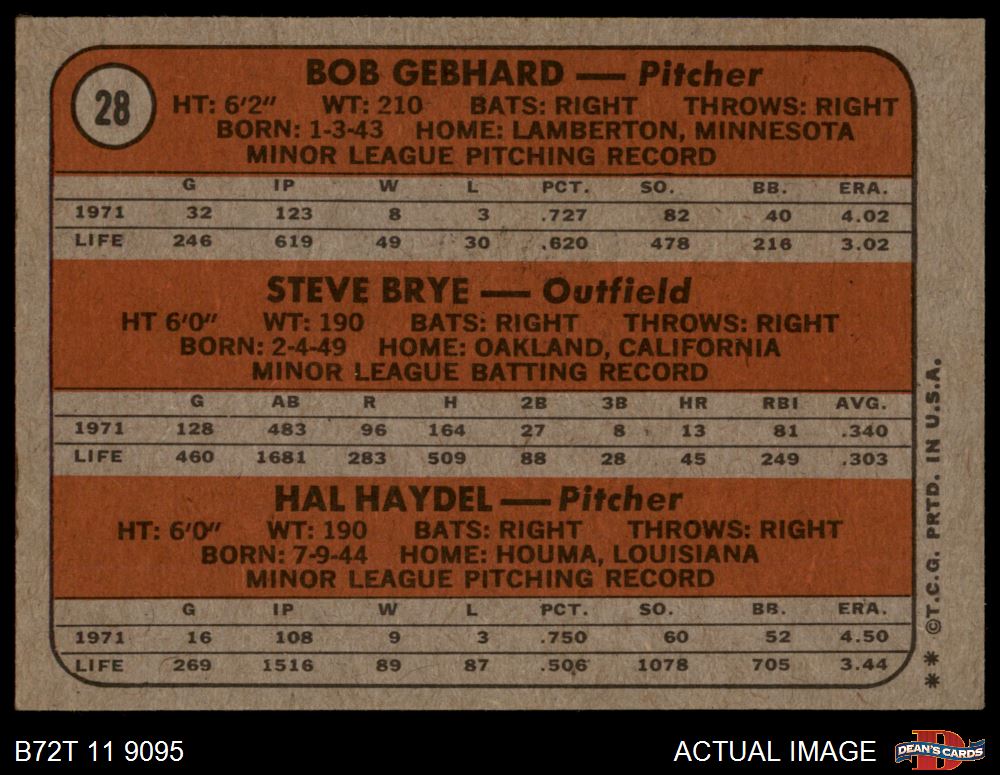 28
BOB GEBHARD — Pitcher
HT: 6'2" WT: 210 BATS: RIGHT THROWS: RIGHT
BORN: 1-3-43 HOME: LAMBERTON, MINNESOTA
MINOR LEAGUE PITCHING RECORD
G IP W L PCT. SO. BB. ERA.
1971 32 123 8 3 .727 82 40 4.02
LIFE 246 619 49 30 .620 478 216 3.02
STEVE BRYE — Outfield
HT 6'0" WT: 190 BATS: RIGHT THROWS: RIGHT
BORN: 2-4-49 HOME: OAKLAND, CALIFORNIA
MINOR LEAGUE BATTING RECORD
G AB R H 2B 3B HR RBI AVG.
1971 128 483 96 164 27 8 13 81 .340
LIFE 460 1681 283 509 88 28 45 249 .303
HAL HAYDEL — Pitcher
HT: 6'0" WT: 190 BATS: RIGHT THROWS: RIGHT
BORN: 7-9-44 HOME: HOUMA, LOUISIANA
MINOR LEAGUE PITCHING RECORD
G IP W L PCT. SO. BB. ERA.
1971 16 108 9 3 .750 60 52 4.50
LIFE 269 1516 89 87 .506 1078 705 3.44
** ©T.C.G. PRTD. IN U.S.A.
B72T 11 9095
ACTUAL IMAGE
D
DEAN'S CARDS